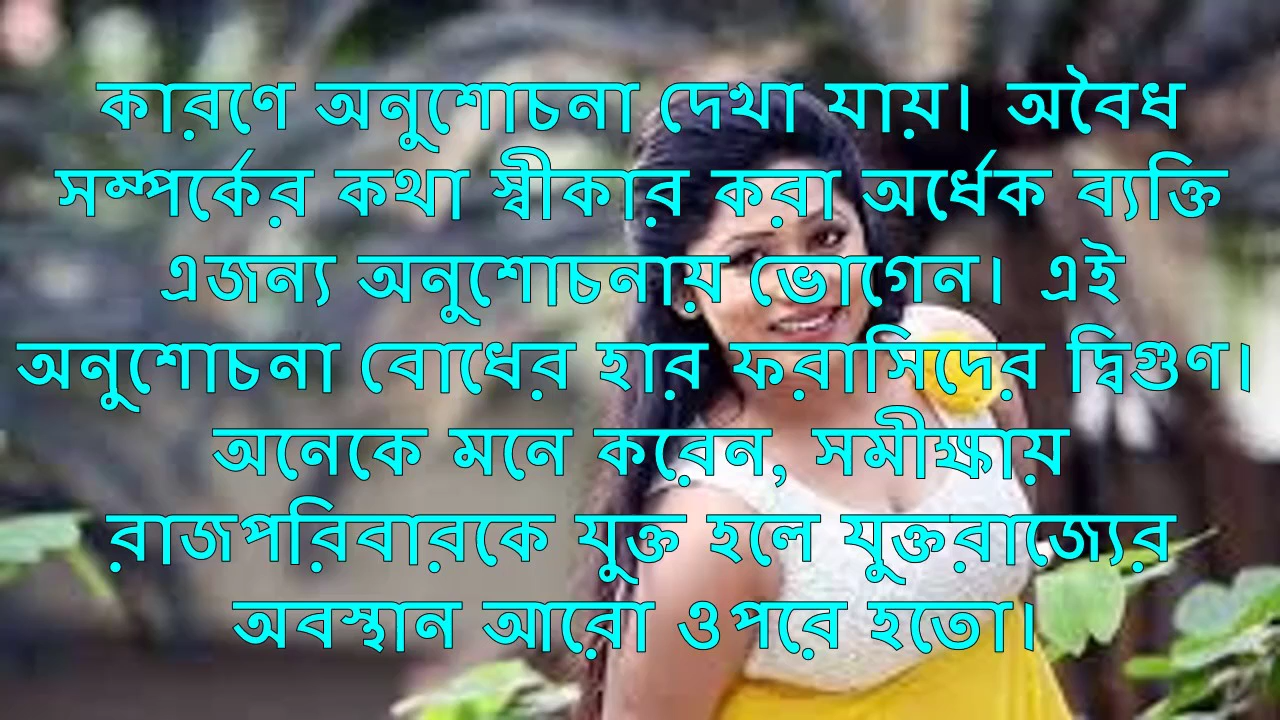 কারণে অনুশোচনা দেখা যায়। অবৈধ
সম্পর্কের কথা স্বীকার করা অর্ধেক ব্যক্তি
এজন্য অনুশোচনায় ভোগেন। এই
অনুশোচনা বোধের হার ফরাসিদের দ্বিগুণ।
অনেকে মনে করেন, সমীক্ষায়
রাজপরিবারকে যুক্ত হলে যুক্তরাজ্যের
অবস্থান আরো ওপরে হতো।